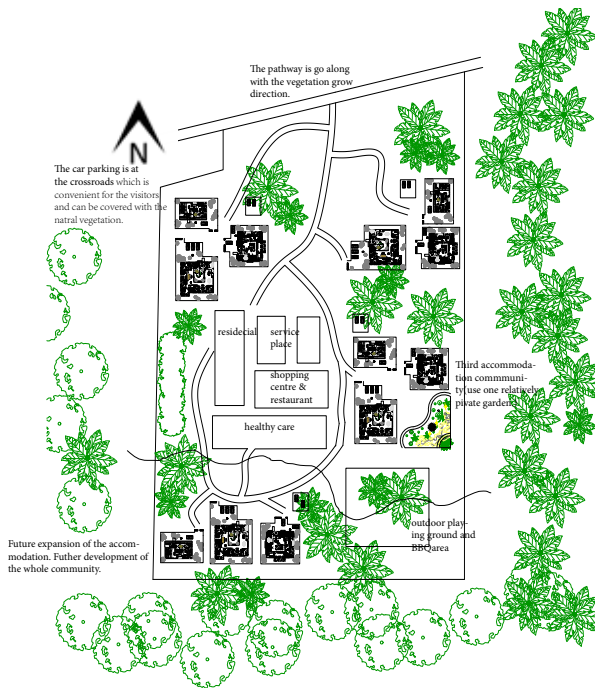 The pathway is go along
with the vegetation grow
direction.
N
The car parking is at
the crossroads which is
convenient for the visitors
and can be covered with the
natral vegetation.
residecial
service
place
shopping
centre &
restaurant
healthy care
Third accommoda-
tion commmuni-
ty use one relatively
pivate garden.
outdoor play-
ing ground and
BBQarea
Future expansion of the accom-
modation. Futher development of
the whole community.